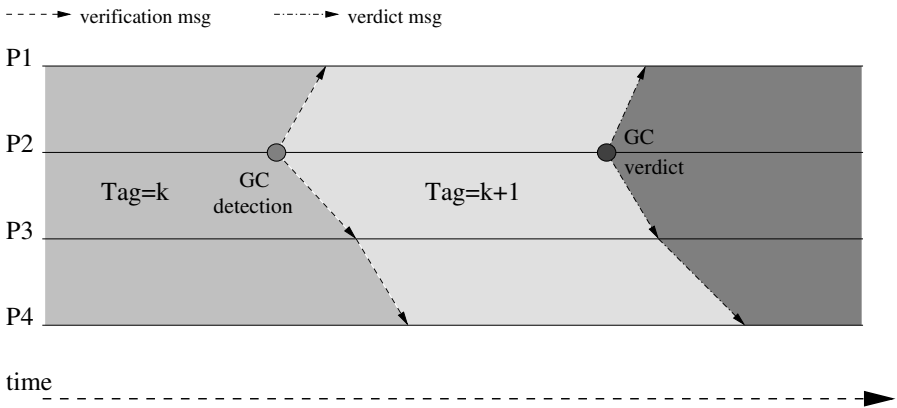 verification msg
verdict msg
P1
P2
GC
verdict
Tag=k
GC
detection
Tag=k+1
P3
P4
time